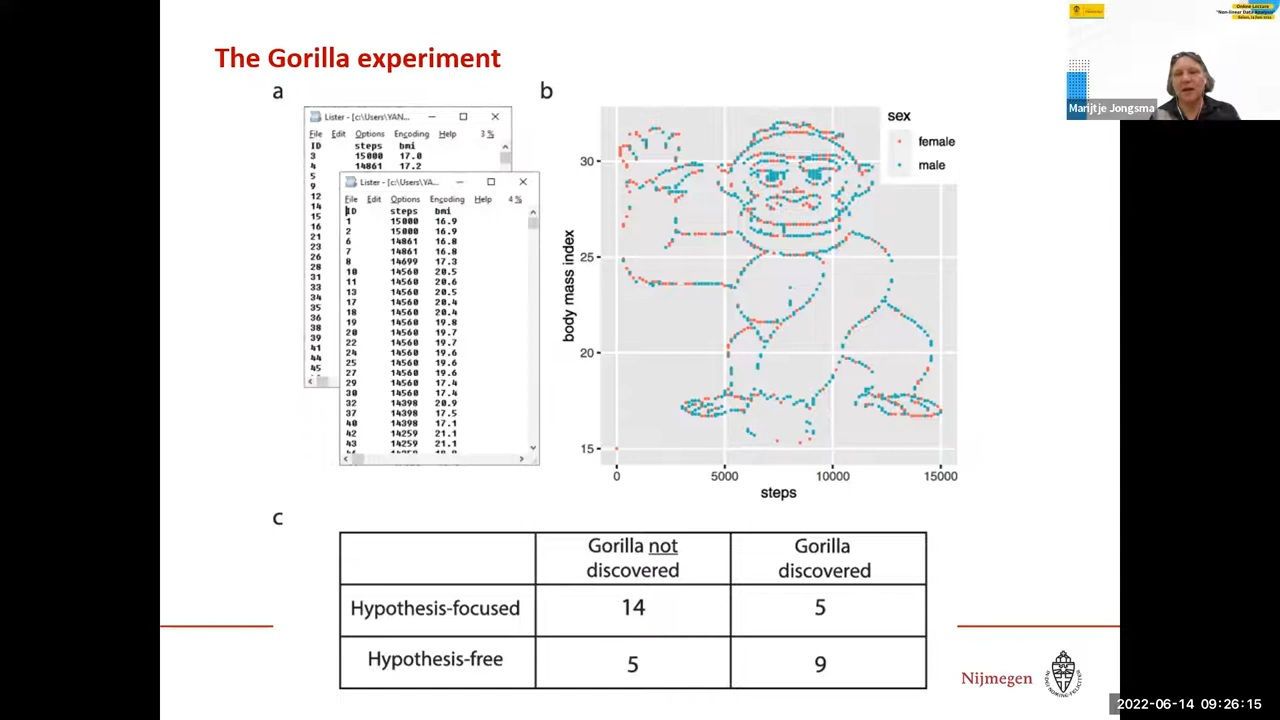 The Gorilla experiment
Online Lecture
"Non-linear Data Analysis"
Marijtje Jongsma
a
Lister - [c:\Users\YAN...
File Edit Options Encoding Help 3 %
ID steps bmi
3 15000 17.0
4 14861 17.2
5
9
12
14
15
16
21
23
26
28
31
33
34
35
36
38
39
41
44
45
Lister - [c:\Users\YA...
File Edit Options Encoding Help 4 %
ID steps bmi
1 15000 16.9
2 15000 16.9
6 14861 16.8
7 14861 16.8
8 14699 17.3
10 14560 20.5
11 14560 20.6
13 14560 20.5
17 14560 20.4
18 14560 20.4
19 14560 19.8
20 14560 19.7
22 14560 19.7
24 14560 19.6
25 14560 19.6
27 14560 19.6
29 14560 17.4
30 14560 17.4
32 14398 20.9
37 14398 17.5
40 14398 17.1
42 14259 21.1
43 14259 21.1
b
sex
female
male
body mass index
30
25
20
15
0 5000 10000 15000
steps
c
Gorilla not discovered
Gorilla discovered
Hypothesis-focused 14 5
Hypothesis-free 5 9
Nijmegen
2022-06-14 09:26:15